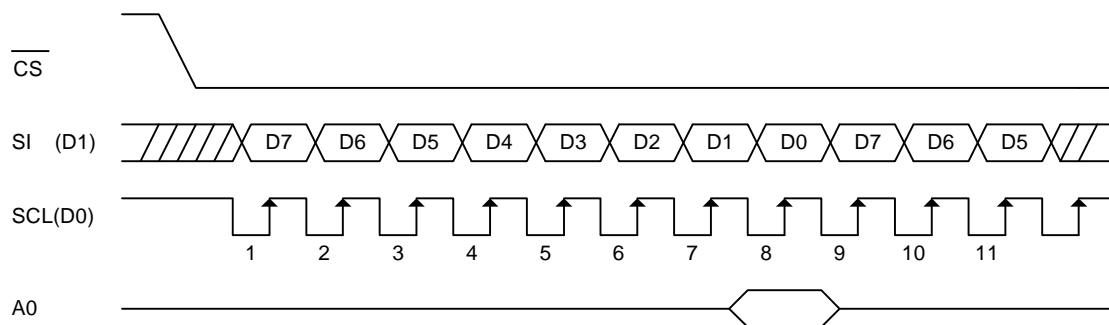 CS
SI (D1) D7 D6 D5 D4 D3 D2 D1 D0 D7 D6 D5
SCL(D0)
1 2 3 4 5 6 7 8 9 10 11
A0